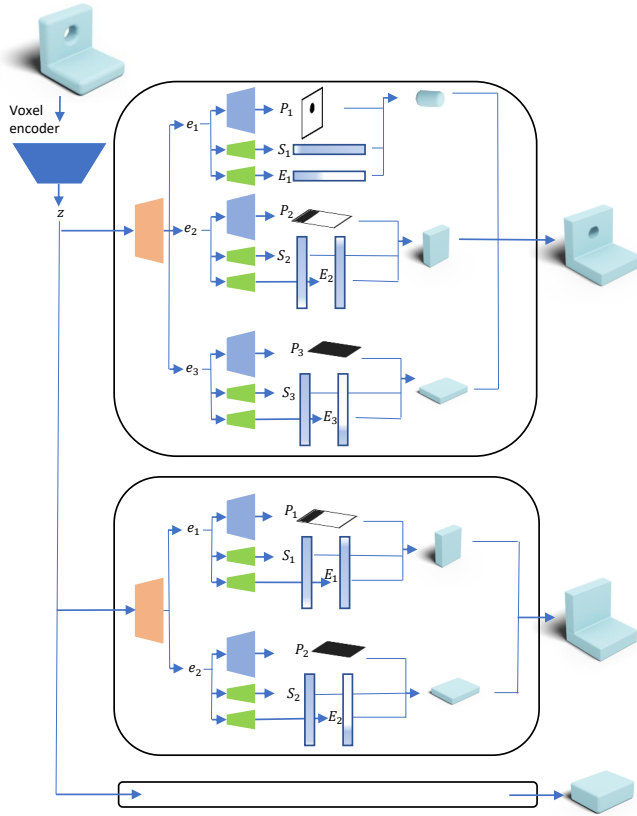 Voxel
encoder
z
e₁
P₁
S₁
E₁
e₂
P₂
S₂
E₂
e₃
P₃
S₃
E₃
e₁
P₁
S₁
E₁
e₂
P₂
S₂
E₂